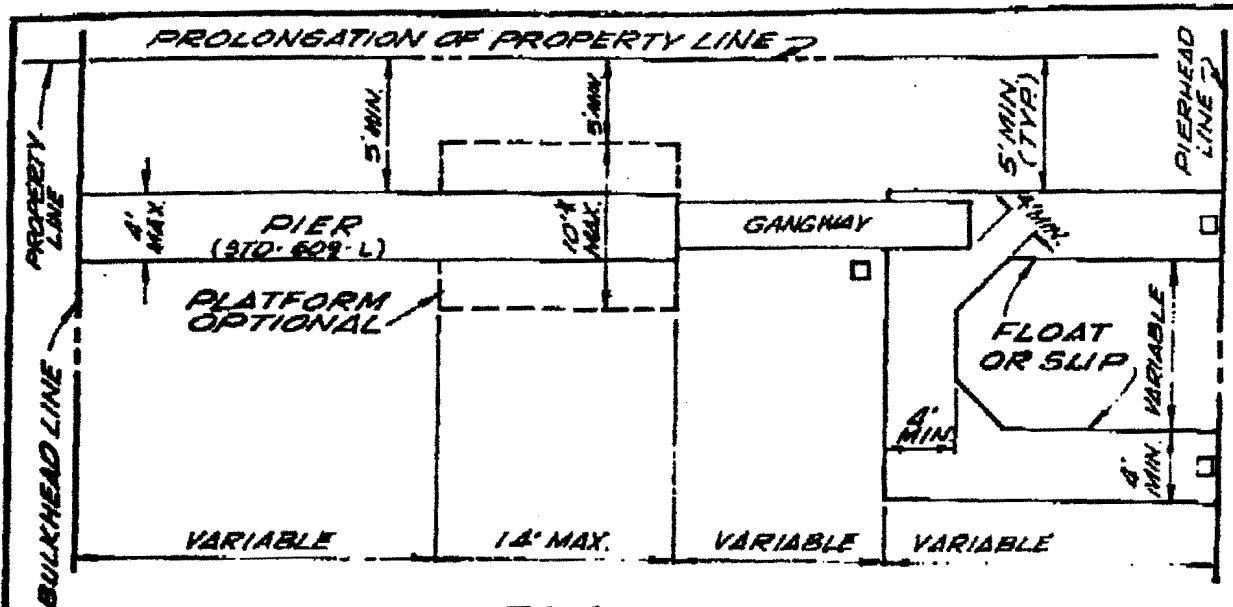 PROLONGATION OF PROPERTY LINE
PROPERTY
LINE
5' MIN.
5' MIN.
5' MIN.
(TYP.)
PIERHEAD
LINE
4'
MAX.
PIER
(STD-609-L)
10'
MAX.
GANGWAY
4' MIN.
PLATFORM
OPTIONAL
FLOAT
OR SLIP
VARIABLE
BULKHEAD LINE
4'
MIN.
4'
MIN.
VARIABLE
14' MAX.
VARIABLE
VARIABLE